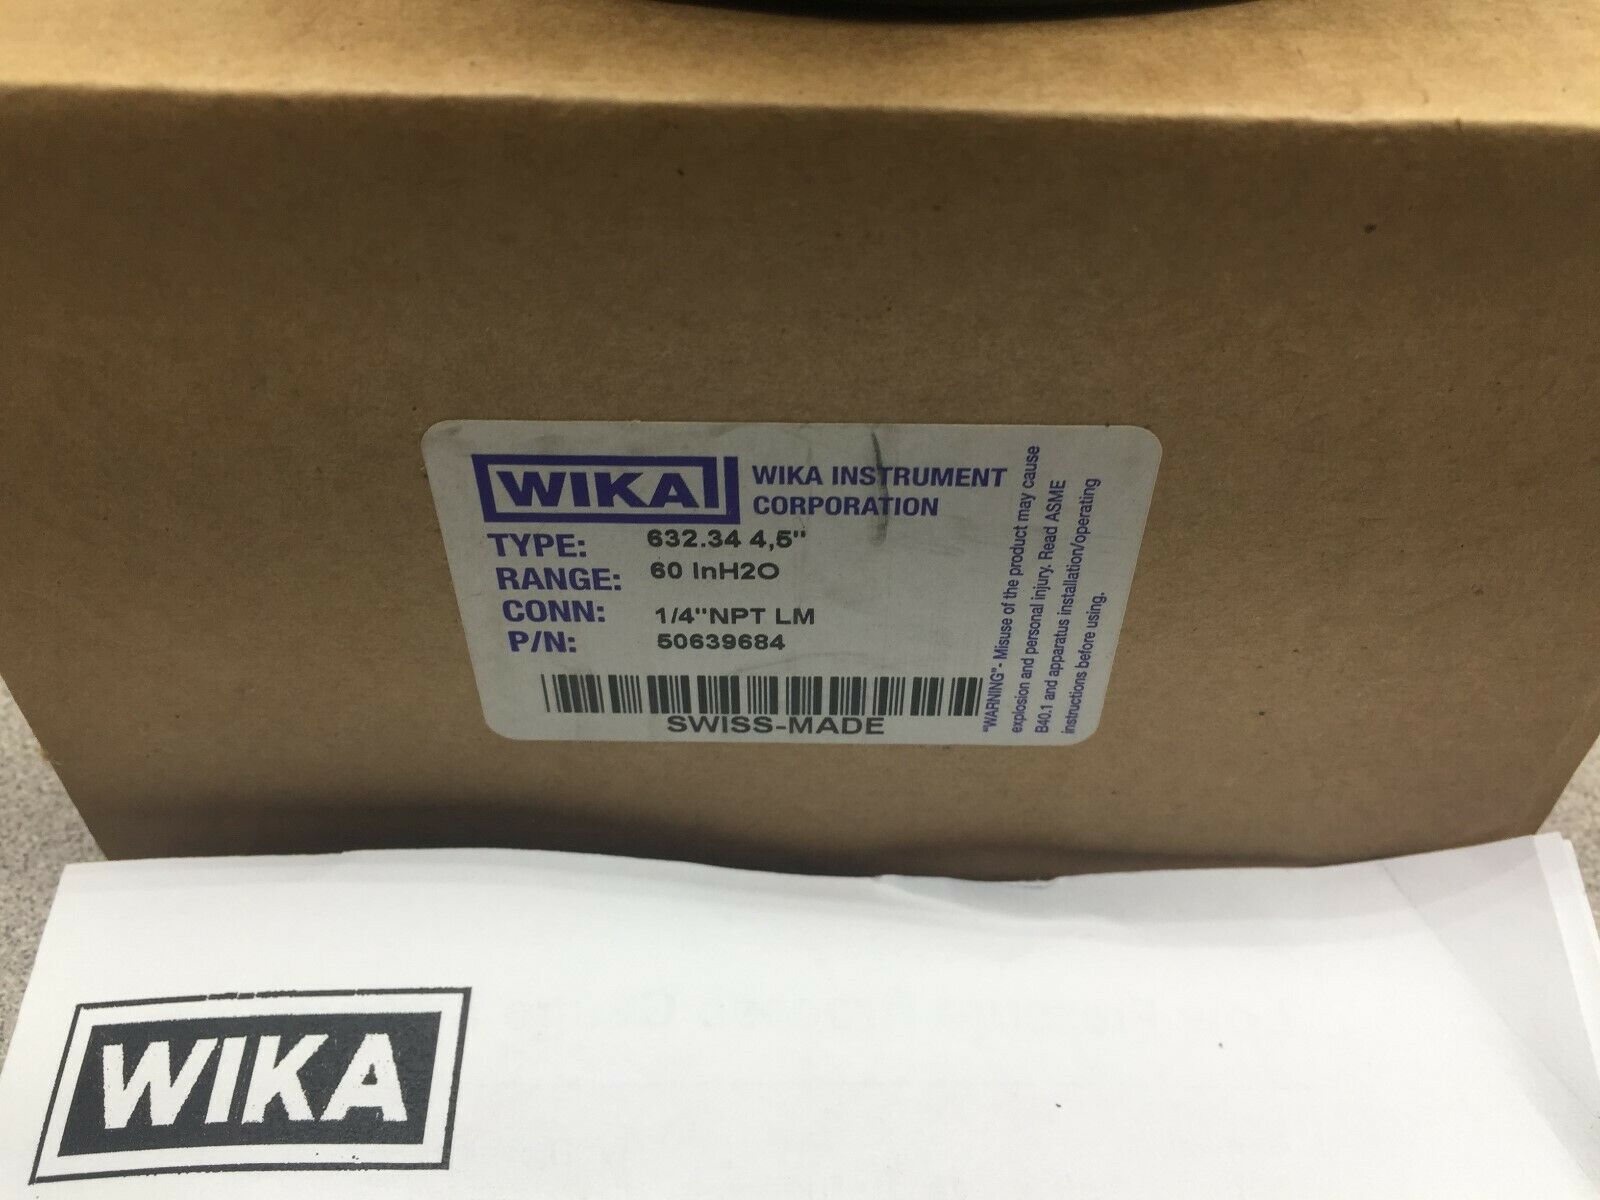 WIKA
WIKA INSTRUMENT
CORPORATION
TYPE: 632.34 4,5"
RANGE: 60 InH2O
CONN: 1/4"NPT LM
P/N: 50639684
SWISS-MADE
"WARNING"- Misuse of the product may cause
explosion and personal injury. Read ASME
B40.1 and apparatus installation/operating
instructions before using.
WIKA